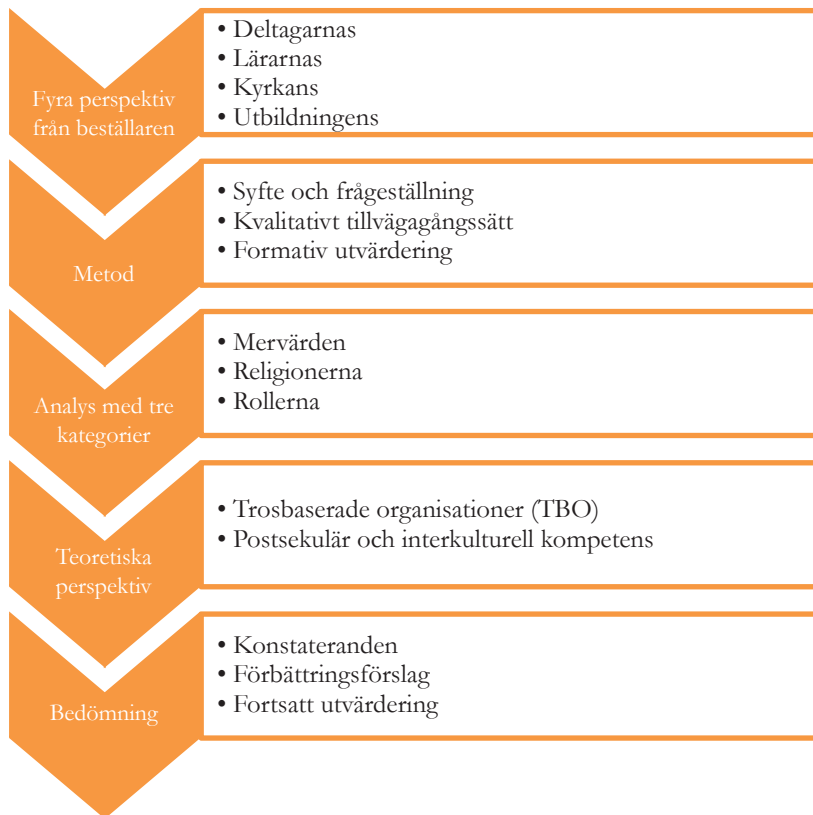 Fyra perspektiv
från beställaren
• Deltagarnas
• Lärarnas
• Kyrkans
• Utbildningens
Metod
• Syfte och frågeställning
• Kvalitativt tillvägagångssätt
• Formativ utvärdering
Analys med tre
kategorier
• Mervärden
• Religionerna
• Rollerna
Teoretiska
perspektiv
• Trosbaserade organisationer (TBO)
• Postsekulär och interkulturell kompetens
Bedömning
• Konstateranden
• Förbättringsförslag
• Fortsatt utvärdering